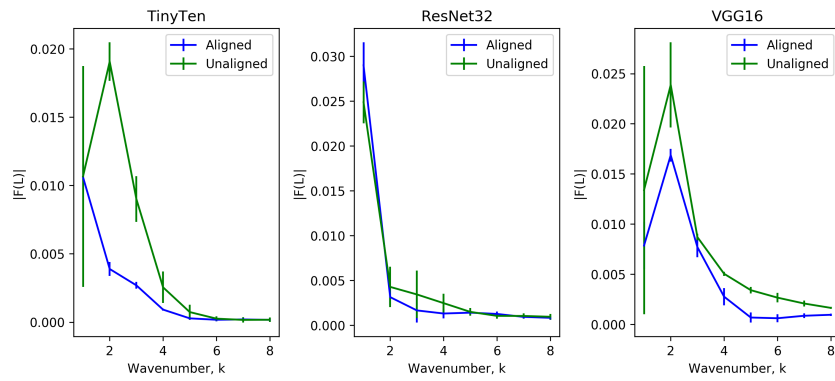 TinyTen
ResNet32
VGG16
Aligned
Unaligned
Aligned
Unaligned
Aligned
Unaligned
|F(L)|
0.020
0.015
0.010
0.005
0.000
2
4
6
8
Wavenumber, k
|F(L)|
0.030
0.025
0.020
0.015
0.010
0.005
0.000
2
4
6
8
Wavenumber, k
|F(L)|
0.025
0.020
0.015
0.010
0.005
0.000
2
4
6
8
Wavenumber, k